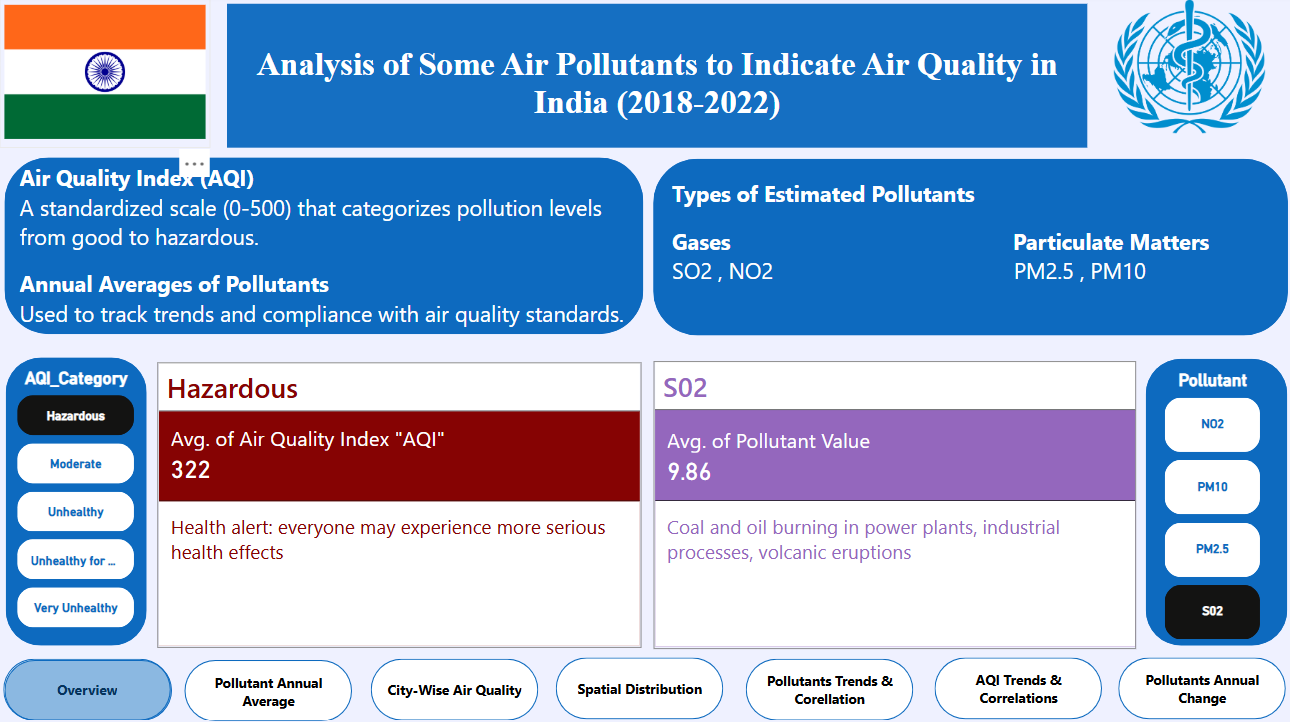 Analysis of Some Air Pollutants to Indicate Air Quality in
India (2018-2022)
Air Quality Index (AQI)
A standardized scale (0-500) that categorizes pollution levels
from good to hazardous.
Annual Averages of Pollutants
Used to track trends and compliance with air quality standards.
Types of Estimated Pollutants
Gases
SO2 , NO2
Particulate Matters
PM2.5 , PM10
AQI_Category
Hazardous
Moderate
Unhealthy
Unhealthy for ...
Very Unhealthy
Hazardous
Avg. of Air Quality Index "AQI"
322
Health alert: everyone may experience more serious
health effects
S02
Avg. of Pollutant Value
9.86
Coal and oil burning in power plants, industrial
processes, volcanic eruptions
Pollutant
NO2
PM10
PM2.5
S02
Overview
Pollutant Annual
Average
City-Wise Air Quality
Spatial Distribution
Pollutants Trends &
Corellation
AQI Trends &
Correlations
Pollutants Annual
Change